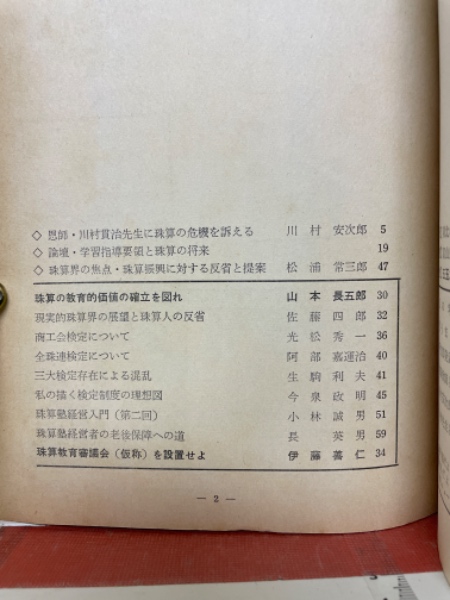 ◇ 恩師・川村貫治先生に珠算の危機を訴える 川村安次郎 5
◇ 論壇・学習指導要領と珠算の将来 19
◇ 珠算界の焦点・珠算振興に対する反省と提案 松浦常三郎 47
珠算の教育的価値の確立を図れ 山本長五郎 30
現実的珠算界の展望と珠算人の反省 佐藤四郎 32
商工会検定について 光松秀一 36
全珠連検定について 阿部嘉運治 40
三大検定存在による混乱 生駒利夫 41
私の描く検定制度の理想図 今泉政明 45
珠算塾経営入門(第二回) 小林誠男 51
珠算塾経営者の老後保障への道 長英男 59
珠算教育審議会(仮称)を設置せよ 伊藤善仁 34
― 2 ―